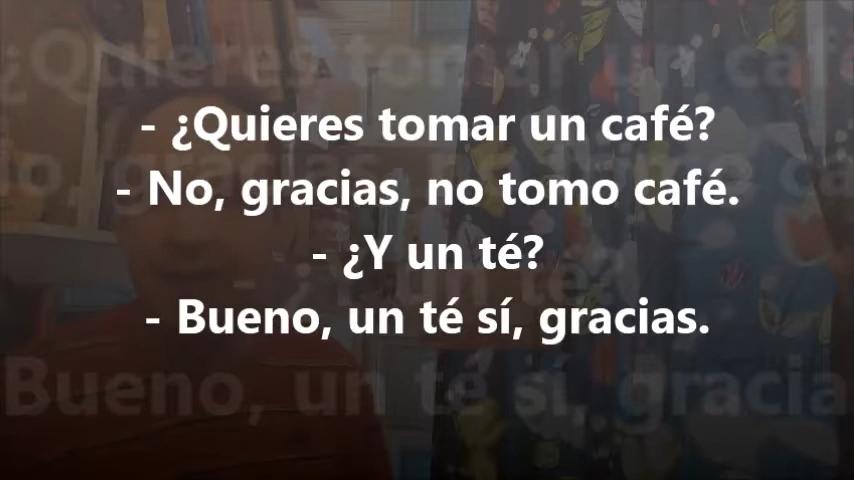 - ¿Quieres tomar un café?
- No, gracias, no tomo café.
- ¿Y un té?
- Bueno, un té sí, gracias.